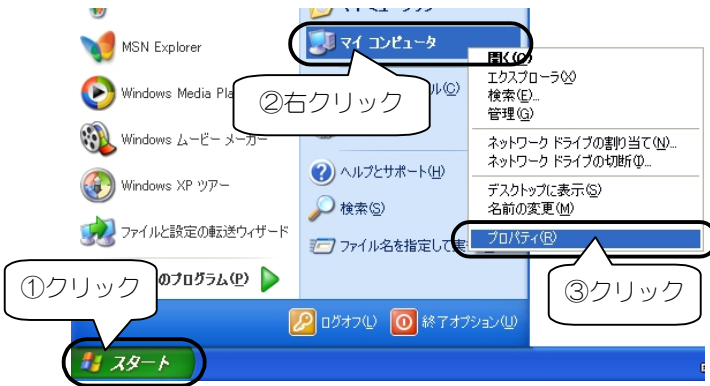 MSN Explorer
Windows Media Pla
Windows ムービー メーカー
Windows XP ツアー
ファイルと設定の転送ウィザード
のプログラム(P)
マイ コンピュータ
ル(C)
ヘルプとサポート(H)
検索(S)
ファイル名を指定して実
開く(O)
エクスプローラ(X)
検索(E)...
管理(G)
ネットワーク ドライブの割り当て(N)...
ネットワーク ドライブの切断(I)...
デスクトップに表示(S)
名前の変更(M)
プロパティ(R)
②右クリック
①クリック
③クリック
ログオフ(L)
終了オプション(U)
スタート